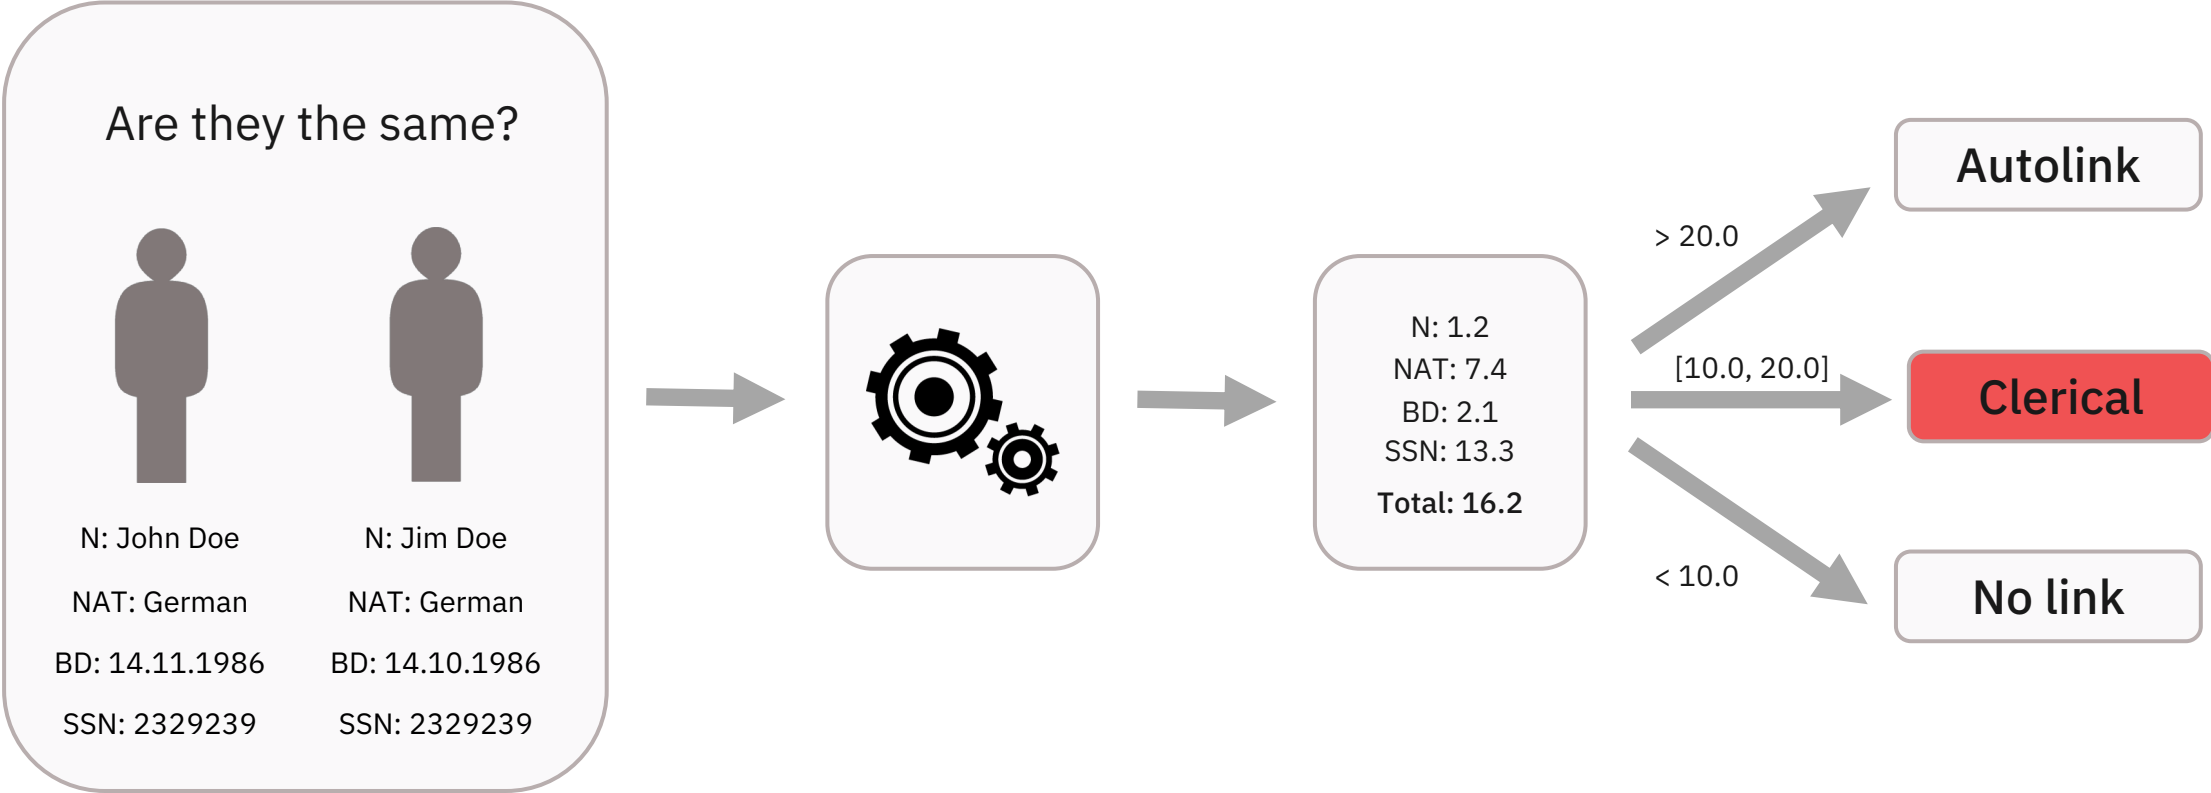 Are they the same?
N: John Doe
N: Jim Doe
NAT: German
NAT: German
BD: 14.11.1986
BD: 14.10.1986
SSN: 2329239
SSN: 2329239
N: 1.2
NAT: 7.4
BD: 2.1
SSN: 13.3
Total: 16.2
> 20.0
[10.0, 20.0]
< 10.0
Autolink
Clerical
No link